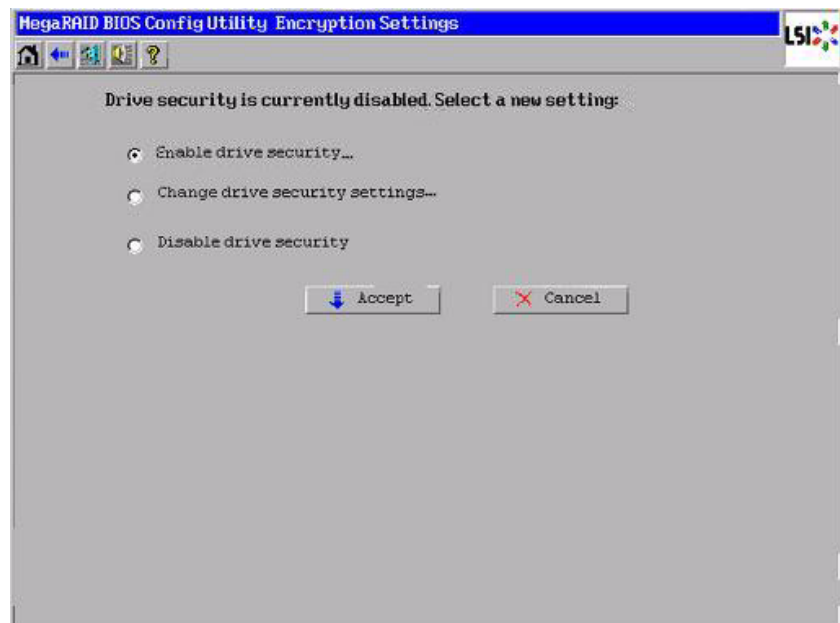 MegaRAID BIOS Config Utility Encryption Settings
LSI
Drive security is currently disabled. Select a new setting:
Enable drive security...
Change drive security settings...
Disable drive security
Accept
Cancel